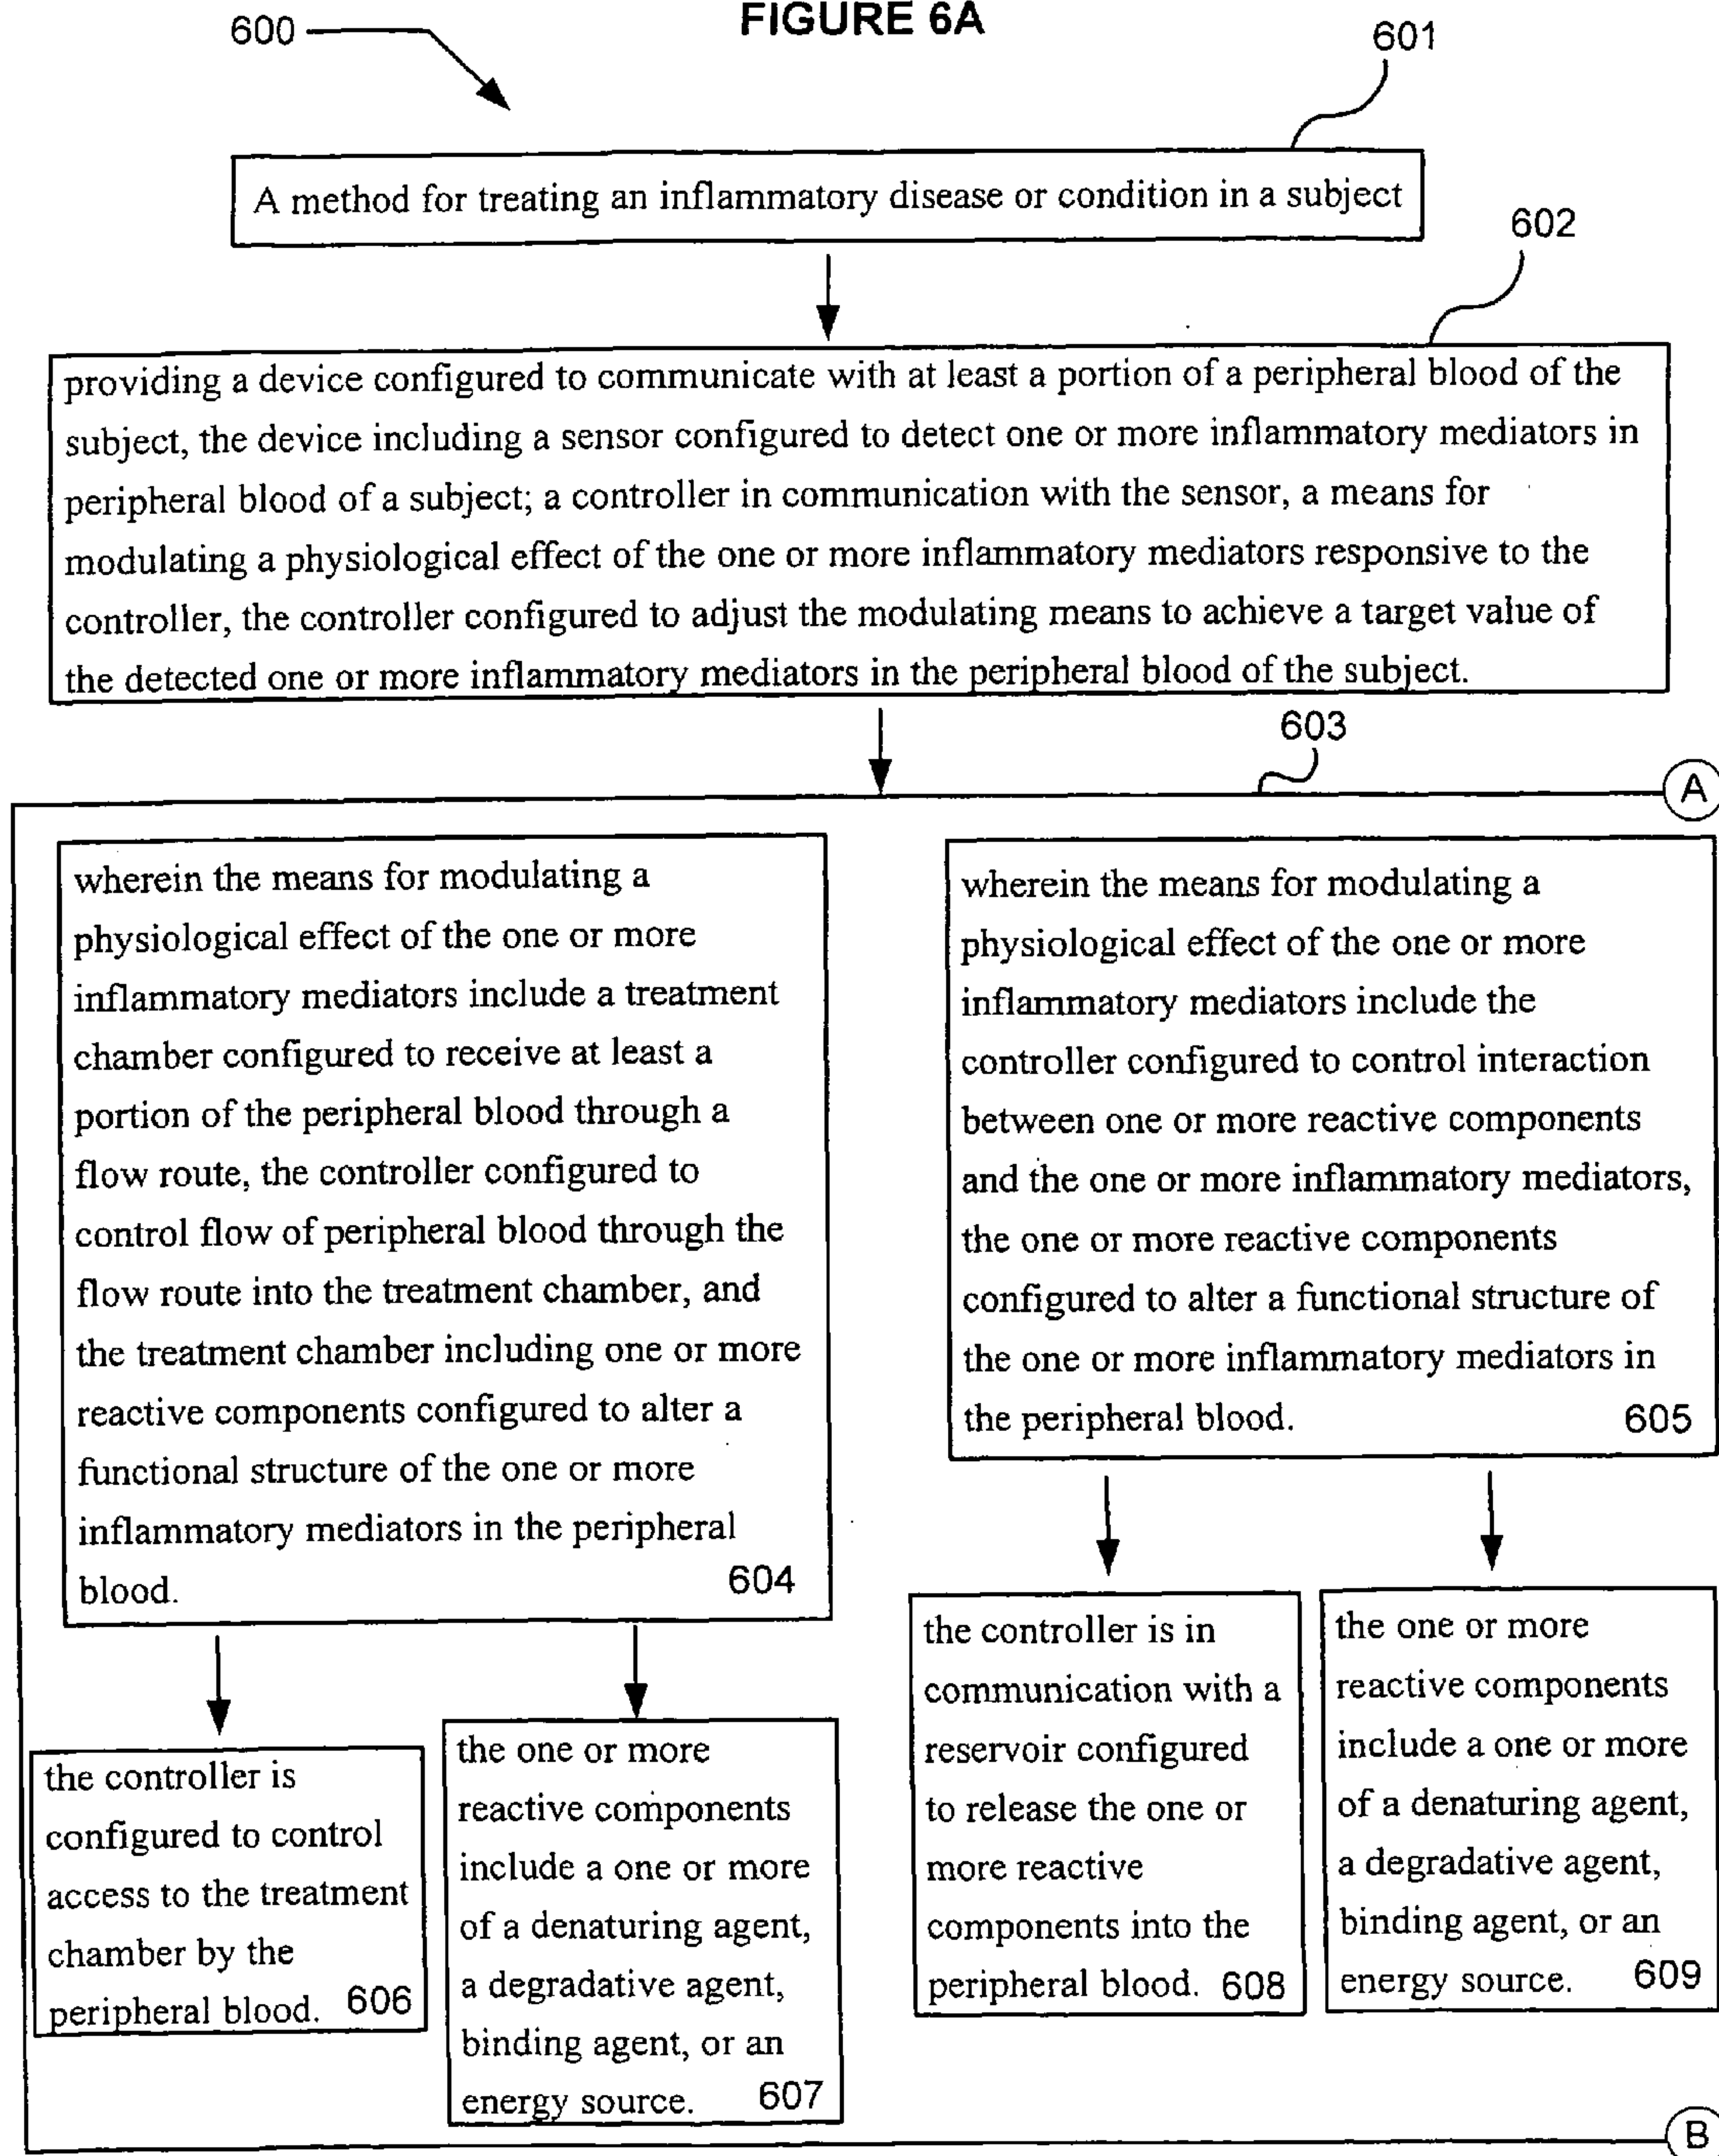 FIGURE 6A
600
601
A method for treating an inflammatory disease or condition in a subject
602
providing a device configured to communicate with at least a portion of a peripheral blood of the
subject, the device including a sensor configured to detect one or more inflammatory mediators in
peripheral blood of a subject; a controller in communication with the sensor, a means for
modulating a physiological effect of the one or more inflammatory mediators responsive to the
controller, the controller configured to adjust the modulating means to achieve a target value of
the detected one or more inflammatory mediators in the peripheral blood of the subject.
603
A
wherein the means for modulating a
physiological effect of the one or more
inflammatory mediators include a treatment
chamber configured to receive at least a
portion of the peripheral blood through a
flow route, the controller configured to
control flow of peripheral blood through the
flow route into the treatment chamber, and
the treatment chamber including one or more
reactive components configured to alter a
functional structure of the one or more
inflammatory mediators in the peripheral
blood. 604
wherein the means for modulating a
physiological effect of the one or more
inflammatory mediators include the
controller configured to control interaction
between one or more reactive components
and the one or more inflammatory mediators,
the one or more reactive components
configured to alter a functional structure of
the one or more inflammatory mediators in
the peripheral blood. 605
the controller is
configured to control
access to the treatment
chamber by the
peripheral blood. 606
the one or more
reactive components
include a one or more
of a denaturing agent,
a degradative agent,
binding agent, or an
energy source. 607
the controller is in
communication with a
reservoir configured
to release the one or
more reactive
components into the
peripheral blood. 608
the one or more
reactive components
include a one or more
of a denaturing agent,
a degradative agent,
binding agent, or an
energy source. 609
B